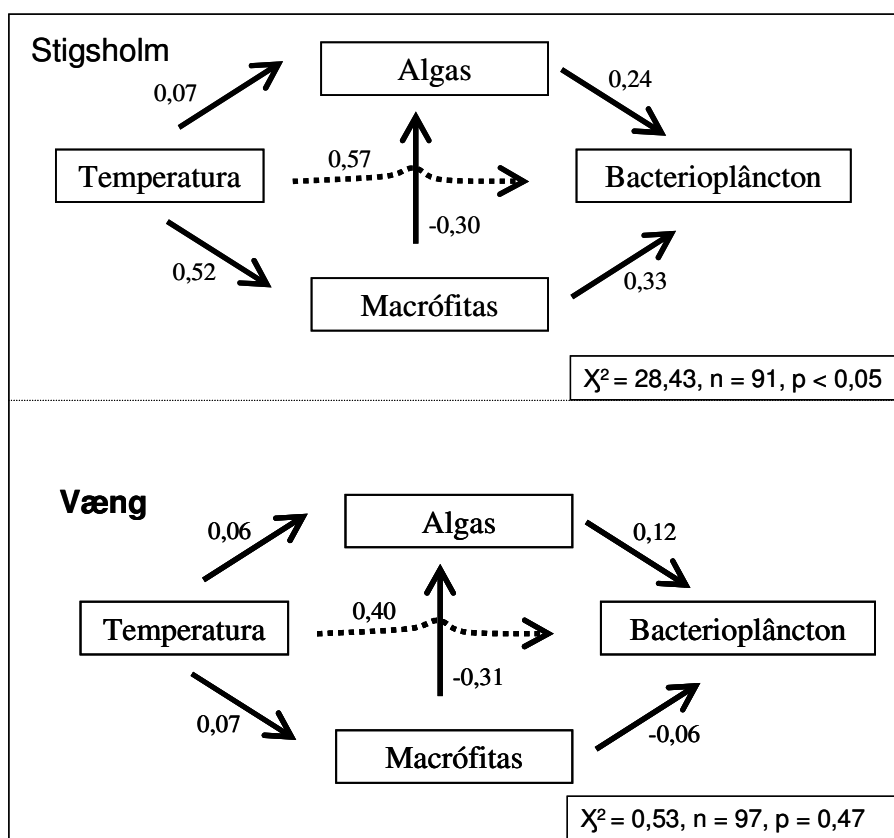 Stigsholm
Algas
0,07
0,24
0,57
Temperatura
Bacterioplâncton
-0,30
0,52
0,33
Macrófitas
Ӽ² = 28,43, n = 91, p < 0,05
Væng
Algas
0,06
0,12
0,40
Temperatura
Bacterioplâncton
-0,31
0,07
-0,06
Macrófitas
Ӽ² = 0,53, n = 97, p = 0,47